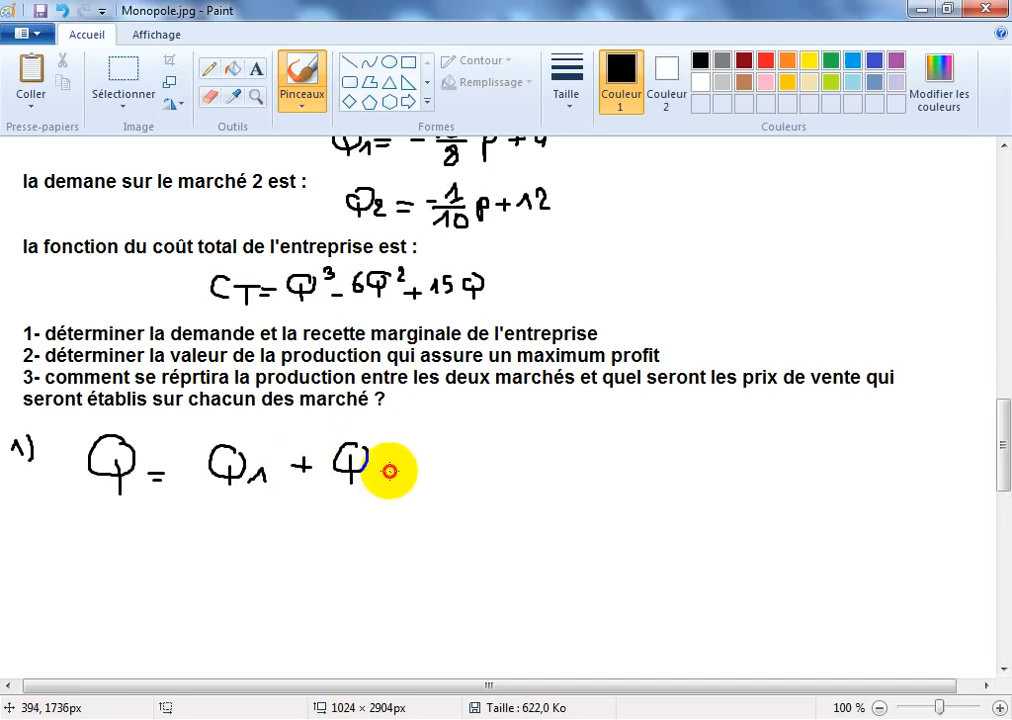 Monopole.jpg - Paint
Accueil Affichage
Coller Sélectionner A Pinceaux Contour Remplissage Taille Couleur 1 Couleur 2 Modifier les couleurs
Presse-papiers Image Outils Formes Couleurs
la demane sur le marché 2 est :
Q2 = -1/10 p + 12
la fonction du coût total de l'entreprise est :
CT = Q³ - 6Q² + 15Q
1- déterminer la demande et la recette marginale de l'entreprise
2- déterminer la valeur de la production qui assure un maximum profit
3- comment se réprtira la production entre les deux marchés et quel seront les prix de vente qui
seront établis sur chacun des marché ?
1) Q = Q1 + Q
394, 1736px 1024 × 2904px Taille : 622,0 Ko 100 %